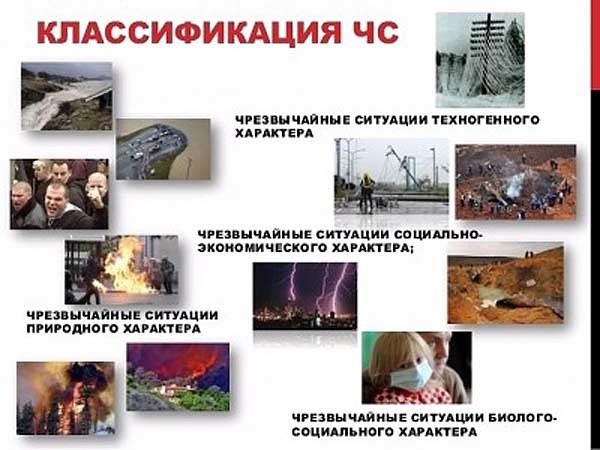 КЛАССИФИКАЦИЯ ЧС
ЧРЕЗВЫЧАЙНЫЕ СИТУАЦИИ ТЕХНОГЕННОГО
ХАРАКТЕРА
ЧРЕЗВЫЧАЙНЫЕ СИТУАЦИИ СОЦИАЛЬНО-
ЭКОНОМИЧЕСКОГО ХАРАКТЕРА;
ЧРЕЗВЫЧАЙНЫЕ СИТУАЦИИ
ПРИРОДНОГО ХАРАКТЕРА
ЧРЕЗВЫЧАЙНЫЕ СИТУАЦИИ БИОЛОГО-
СОЦИАЛЬНОГО ХАРАКТЕРА